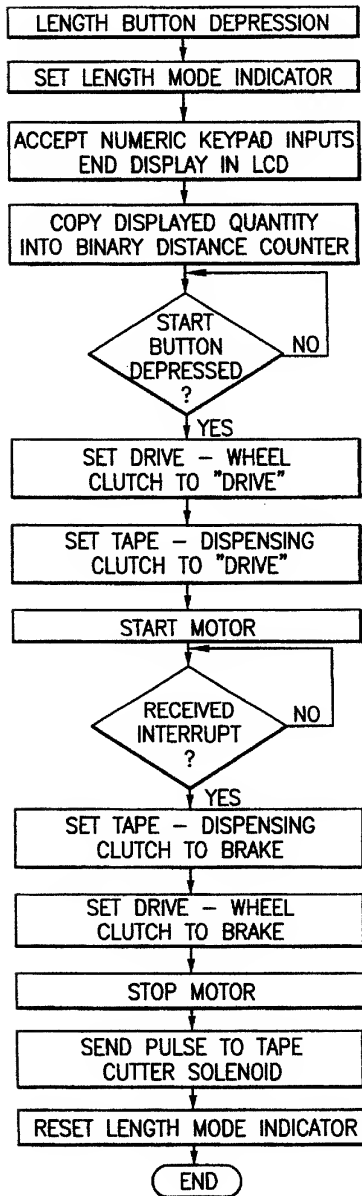 LENGTH BUTTON DEPRESSION
SET LENGTH MODE INDICATOR
ACCEPT NUMERIC KEYPAD INPUTS
END DISPLAY IN LCD
COPY DISPLAYED QUANTITY
INTO BINARY DISTANCE COUNTER
START
BUTTON
DEPRESSED
?
NO
YES
SET DRIVE – WHEEL
CLUTCH TO "DRIVE"
SET TAPE – DISPENSING
CLUTCH TO "DRIVE"
START MOTOR
RECEIVED
INTERRUPT
?
NO
YES
SET TAPE – DISPENSING
CLUTCH TO BRAKE
SET DRIVE – WHEEL
CLUTCH TO BRAKE
STOP MOTOR
SEND PULSE TO TAPE
CUTTER SOLENOID
RESET LENGTH MODE INDICATOR
END